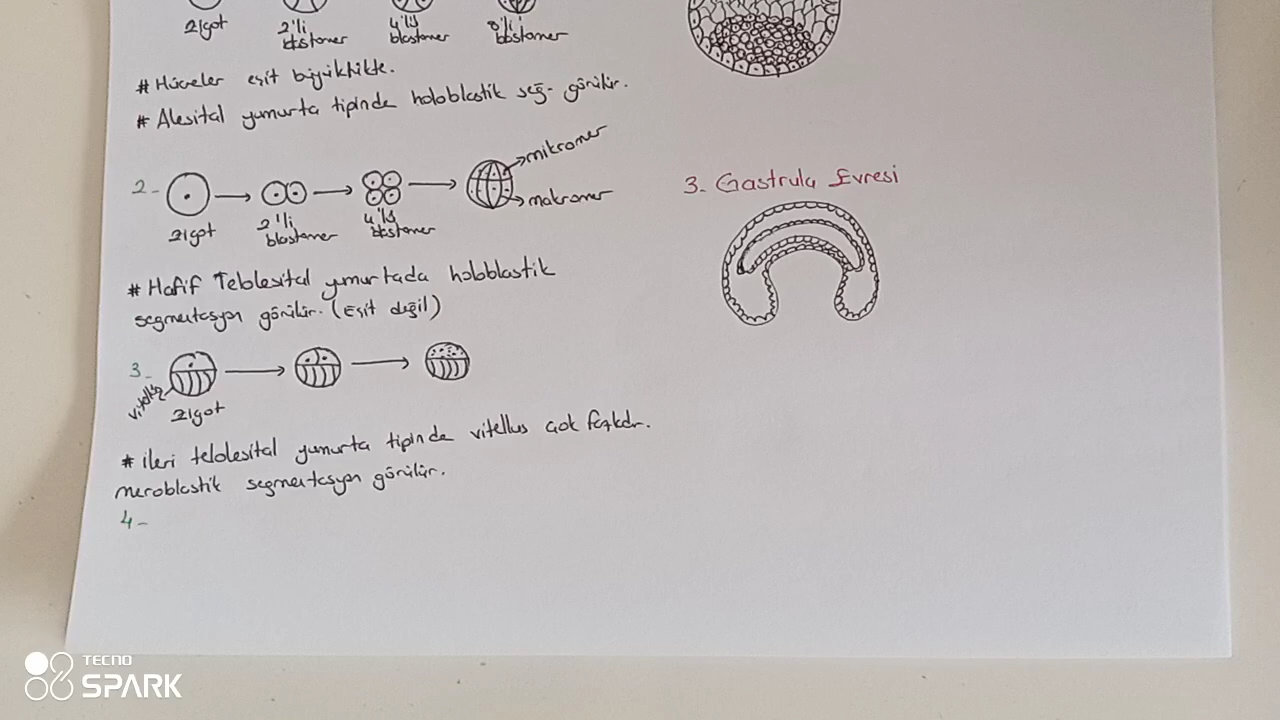 zigot
2'li
blastomer
4'lü
blastomer
8'li
blastomer
# Hücreler eşit büyüklükte.
# Alesital yumurta tipinde holoblastik seg- görülür.
2-
zigot
2'li
blastomer
4'lü
blastomer
mikromer
makromer
# Hafif Telolesital yumurtada holoblastik
segmentasyon görülür. (Eşit değil)
3-
vitellüs
zigot
* ileri telolesital yumurta tipinde vitellus çok fazladır.
meroblastik segmentasyon görülür.
4-
3. Gastrula Evresi
TECNO
SPARK